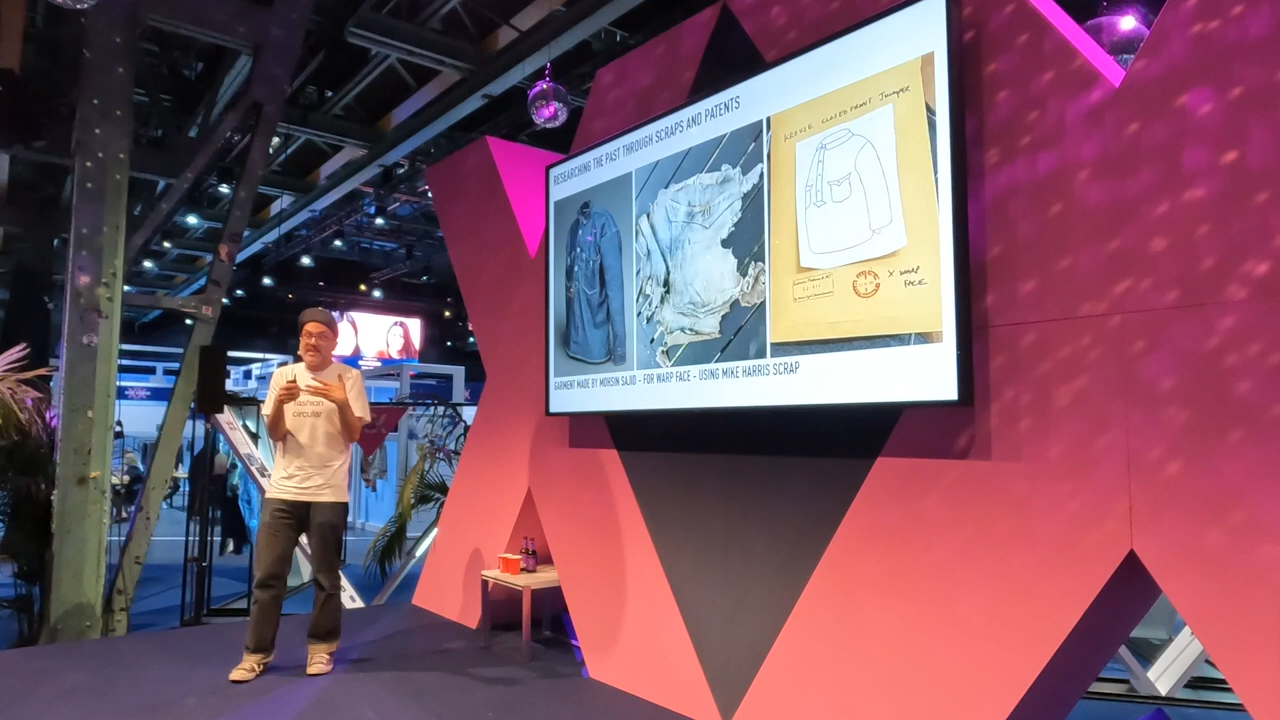 RESEARCHING THE PAST THROUGH SCRAPS AND PATENTS
KROUSE CLOSED FRONT JUMPER
X WARP
FACE
GARMENT MADE BY MOHSIN SAJID - FOR WARP FACE - USING MIKE HARRIS SCRAP
fashion
circular